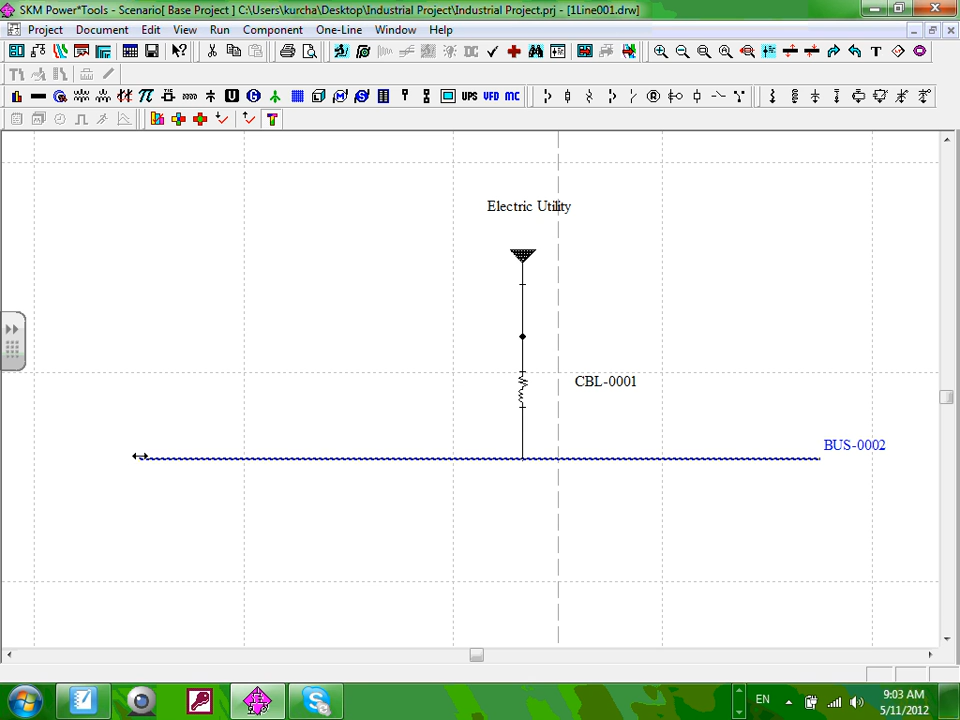 SKM Power*Tools - Scenario[ Base Project ] C:\Users\kurcha\Desktop\Industrial Project\Industrial Project.prj - [1Line001.drw]
Project Document Edit View Run Component One-Line Window Help
DC T
UPS VFD MC
Electric Utility
CBL-0001
BUS-0002
EN
9:03 AM
5/11/2012